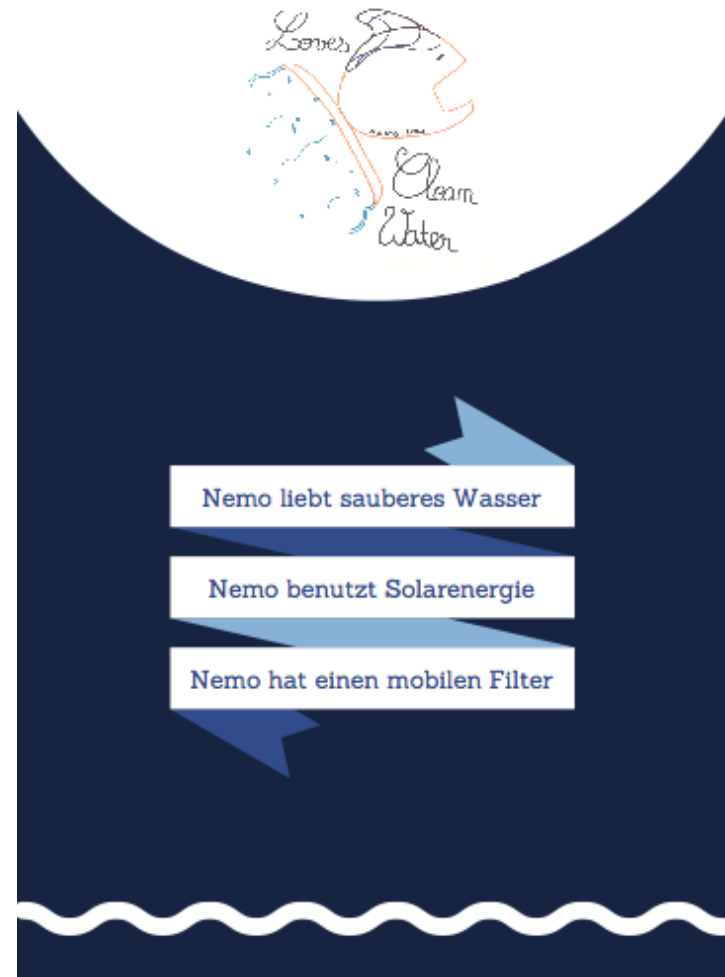 Loves
Clean
Water
Nemo liebt sauberes Wasser
Nemo benutzt Solarenergie
Nemo hat einen mobilen Filter